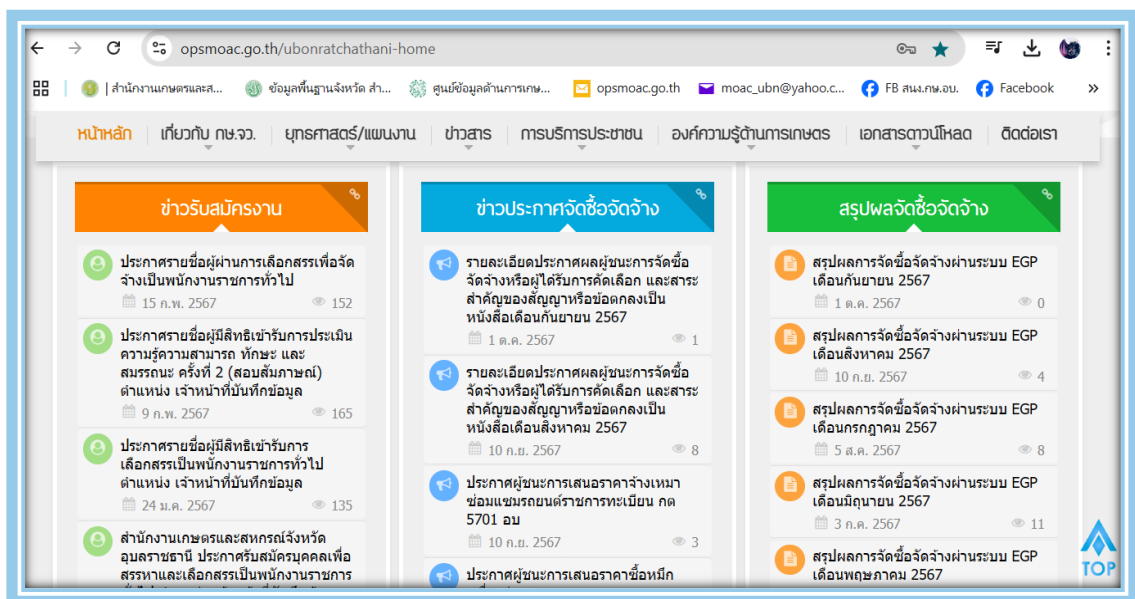 opsmoac.go.th/ubonratchathani-home
| สำนักงานเกษตรและส... ข้อมูลพื้นฐานจังหวัด สำ... ศูนย์ข้อมูลด้านการเกษ... opsmoac.go.th moac_ubn@yahoo.c... FB สนง.กษ.อบ. Facebook »
หน้าหลัก เกี่ยวกับ กษ.จว. ยุทธศาสตร์/แผนงาน ข่าวสาร การบริการประชาชน องค์ความรู้ด้านการเกษตร เอกสารดาวน์โหลด ติดต่อเรา
ข่าวรับสมัครงาน
ประกาศรายชื่อผู้ผ่านการเลือกสรรเพื่อจัด
จ้างเป็นพนักงานราชการทั่วไป
15 ก.พ. 2567 152
ประกาศรายชื่อผู้มีสิทธิเข้ารับการประเมิน
ความรู้ความสามารถ ทักษะ และ
สมรรถนะ ครั้งที่ 2 (สอบสัมภาษณ์)
ตำแหน่ง เจ้าหน้าที่บันทึกข้อมูล
9 ก.พ. 2567 165
ประกาศรายชื่อผู้มีสิทธิเข้ารับการ
เลือกสรรเป็นพนักงานราชการทั่วไป
ตำแหน่ง เจ้าหน้าที่บันทึกข้อมูล
24 ม.ค. 2567 135
สำนักงานเกษตรและสหกรณ์จังหวัด
อุบลราชธานี ประกาศรับสมัครบุคคลเพื่อ
สรรหาและเลือกสรรเป็นพนักงานราชการ
ข่าวประกาศจัดซื้อจัดจ้าง
รายละเอียดประกาศผลผู้ชนะการจัดซื้อ
จัดจ้างหรือผู้ได้รับการคัดเลือก และสาระ
สำคัญของสัญญาหรือข้อตกลงเป็น
หนังสือเดือนกันยายน 2567
1 ต.ค. 2567 1
รายละเอียดประกาศผลผู้ชนะการจัดซื้อ
จัดจ้างหรือผู้ได้รับการคัดเลือก และสาระ
สำคัญของสัญญาหรือข้อตกลงเป็น
หนังสือเดือนสิงหาคม 2567
10 ก.ย. 2567 8
ประกาศผู้ชนะการเสนอราคาจ้างเหมา
ซ่อมแซมรถยนต์ราชการทะเบียน กต
5701 อบ
10 ก.ย. 2567 3
ประกาศผู้ชนะการเสนอราคาซื้อหมึก
สรุปผลจัดซื้อจัดจ้าง
สรุปผลการจัดซื้อจัดจ้างผ่านระบบ EGP
เดือนกันยายน 2567
1 ต.ค. 2567 0
สรุปผลการจัดซื้อจัดจ้างผ่านระบบ EGP
เดือนสิงหาคม 2567
10 ก.ย. 2567 4
สรุปผลการจัดซื้อจัดจ้างผ่านระบบ EGP
เดือนกรกฎาคม 2567
5 ส.ค. 2567 8
สรุปผลการจัดซื้อจัดจ้างผ่านระบบ EGP
เดือนมิถุนายน 2567
3 ก.ค. 2567 11
สรุปผลการจัดซื้อจัดจ้างผ่านระบบ EGP
เดือนพฤษภาคม 2567
TOP